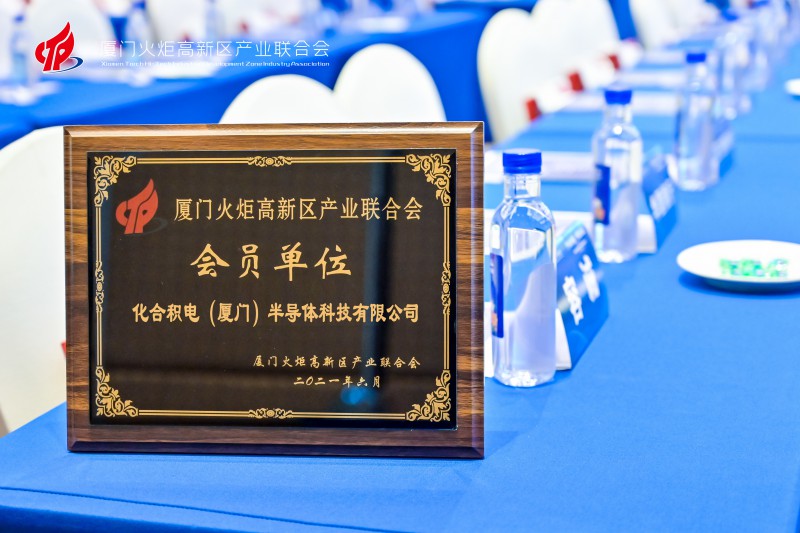 厦门火炬高新区产业联合会
厦门火炬高新区产业联合会
会员单位
化合积电（厦门）半导体科技有限公司
厦门火炬高新区产业联合会
二〇二一年六月